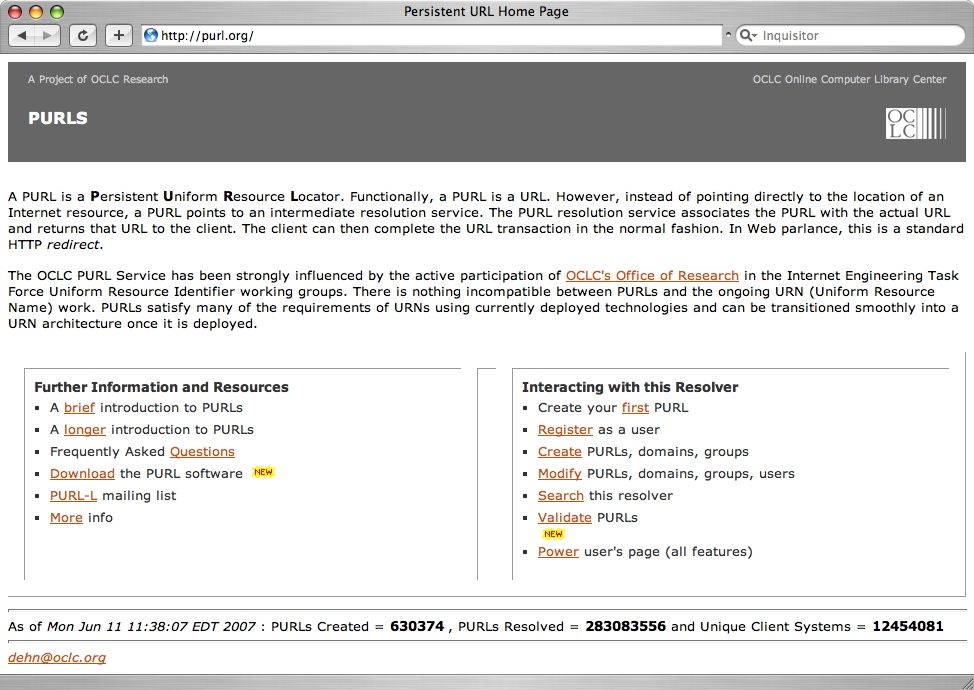 Persistent URL Home Page
http://purl.org/
Inquisitor
A Project of OCLC Research
OCLC Online Computer Library Center
PURLS
OC
LC
A PURL is a Persistent Uniform Resource Locator. Functionally, a PURL is a URL. However, instead of pointing directly to the location of an
Internet resource, a PURL points to an intermediate resolution service. The PURL resolution service associates the PURL with the actual URL
and returns that URL to the client. The client can then complete the URL transaction in the normal fashion. In Web parlance, this is a standard
HTTP redirect.
The OCLC PURL Service has been strongly influenced by the active participation of OCLC's Office of Research in the Internet Engineering Task
Force Uniform Resource Identifier working groups. There is nothing incompatible between PURLs and the ongoing URN (Uniform Resource
Name) work. PURLs satisfy many of the requirements of URNs using currently deployed technologies and can be transitioned smoothly into a
URN architecture once it is deployed.
Further Information and Resources
A brief introduction to PURLs
A longer introduction to PURLs
Frequently Asked Questions
Download the PURL software NEW
PURL-L mailing list
More info
Interacting with this Resolver
Create your first PURL
Register as a user
Create PURLs, domains, groups
Modify PURLs, domains, groups, users
Search this resolver
Validate PURLs
NEW
Power user's page (all features)
As of Mon Jun 11 11:38:07 EDT 2007 : PURLs Created = 630374 , PURLs Resolved = 283083556 and Unique Client Systems = 12454081
dehn@oclc.org